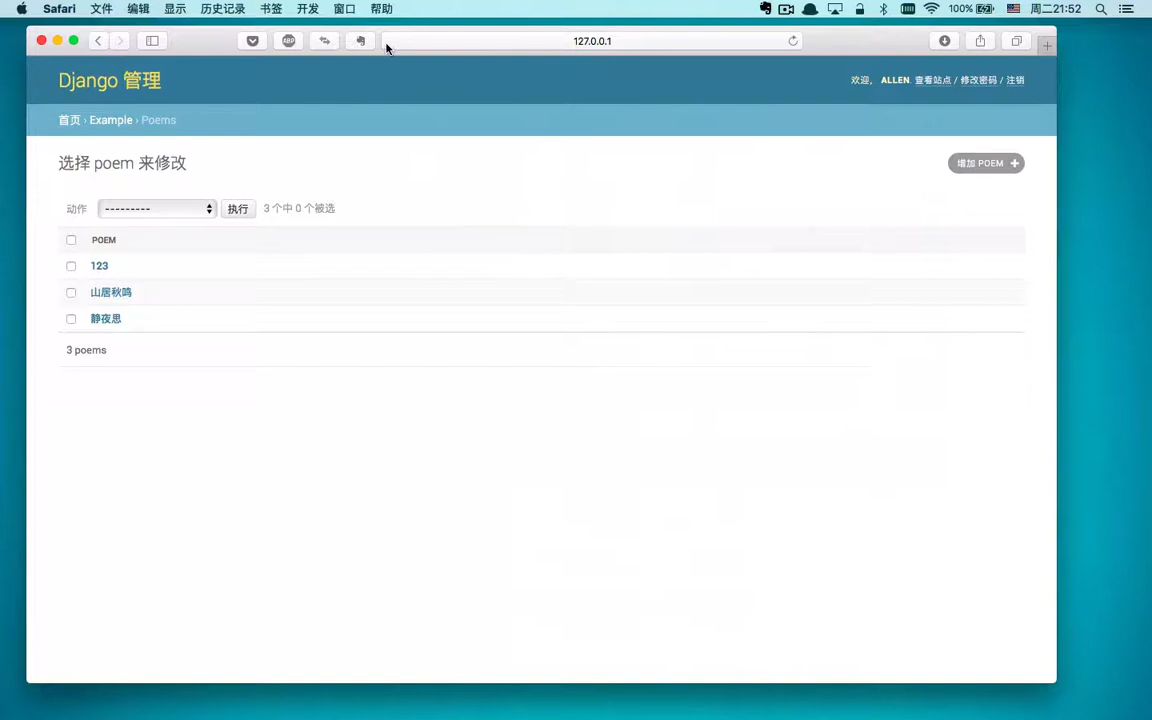 Safari 文件 编辑 显示 历史记录 书签 开发 窗口 帮助 100% 周二21:52
ABP 127.0.0.1
Django 管理 欢迎, ALLEN. 查看站点 / 修改密码 / 注销
首页 › Example › Poems
选择 poem 来修改 增加 POEM +
动作 --------- 执行 3 个中 0 个被选
POEM
123
山居秋鸣
静夜思
3 poems